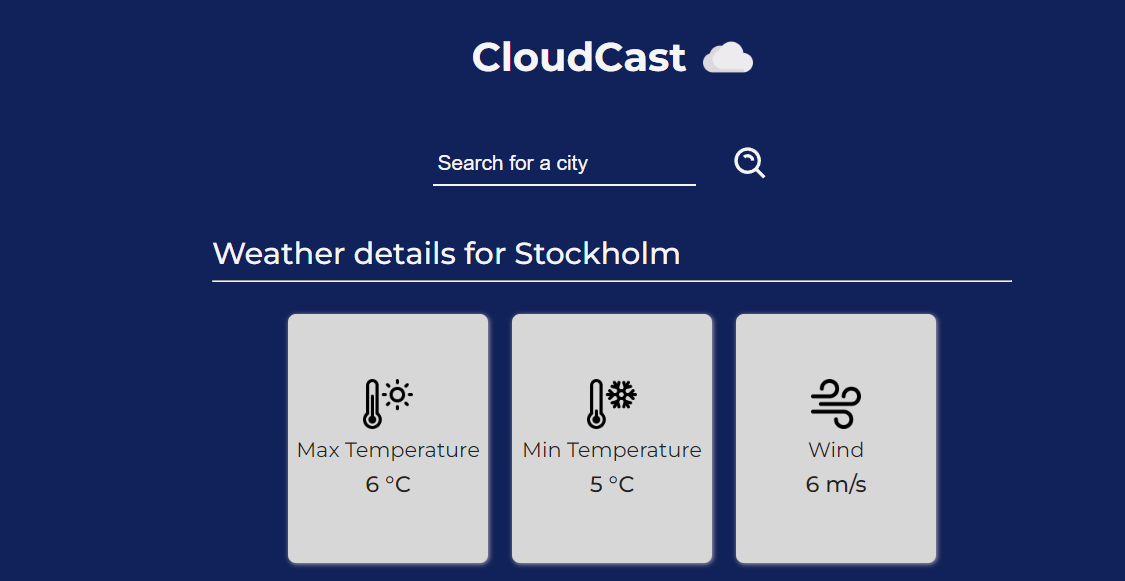 CloudCast
Search for a city
Weather details for Stockholm
Max Temperature
6 °C
Min Temperature
5 °C
Wind
6 m/s